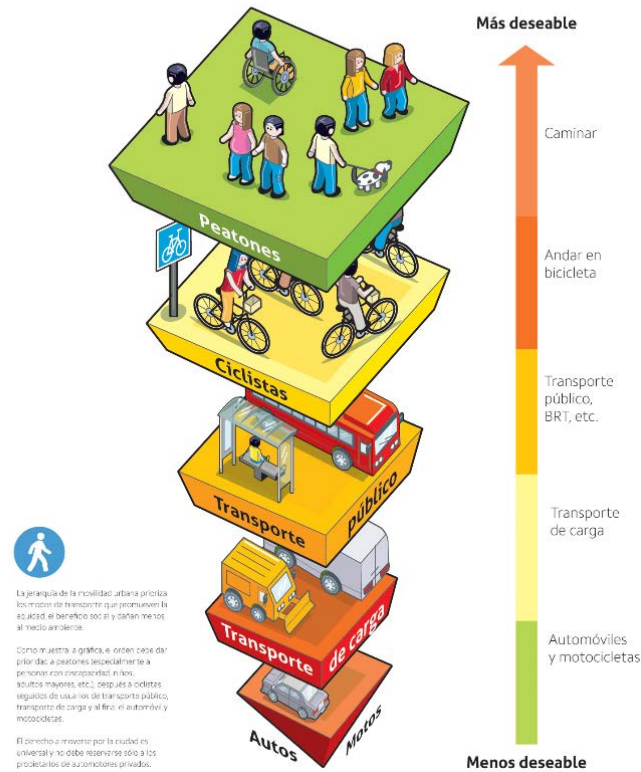 Más deseable
Caminar
Peatones
Andar en
bicicleta
Ciclistas
Transporte
público,
BRT, etc.
Transporte público
Transporte
de carga
Transporte de carga
La jerarquía de la movilidad urbana prioriza
los modos de transporte que promueven la
equidad, el beneficio social y dañan menos
al medio ambiente.
Como muestra la gráfica, el orden debe dar
prioridad a peatones (especialmente a
personas con discapacidad, niños,
adultos mayores, etc.), después a ciclistas,
seguidos de usuarios de transporte público,
transporte de carga y al final el automóvil y
motocicletas.
El derecho a moverse por la ciudad es
universal y no debe reservarse sólo a los
propietarios de automotores privados.
Automóviles
y motocicletas
Autos Motos
Menos deseable